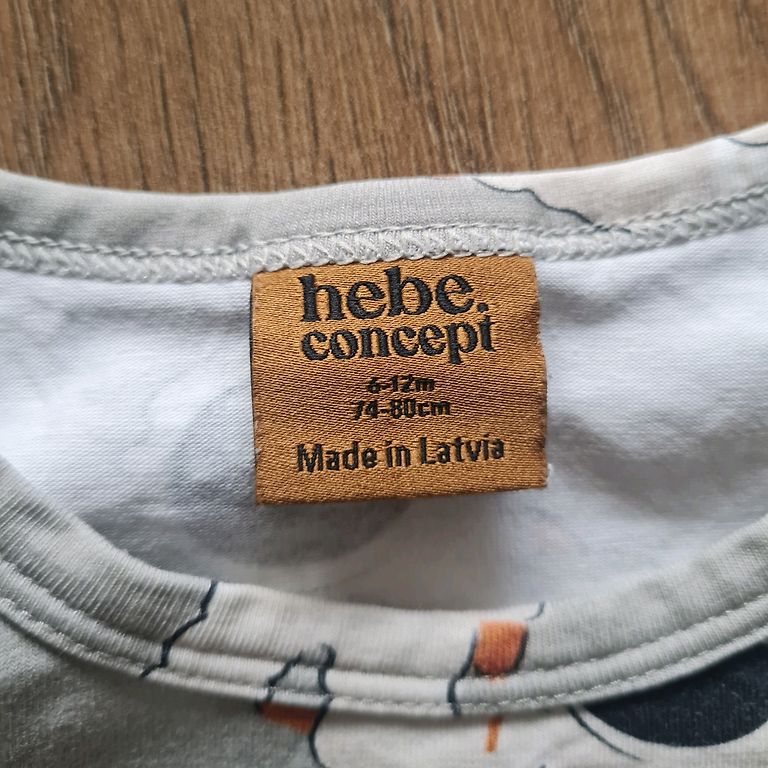 hebe.
concept
6-12m
74-80cm
Made in Latvia